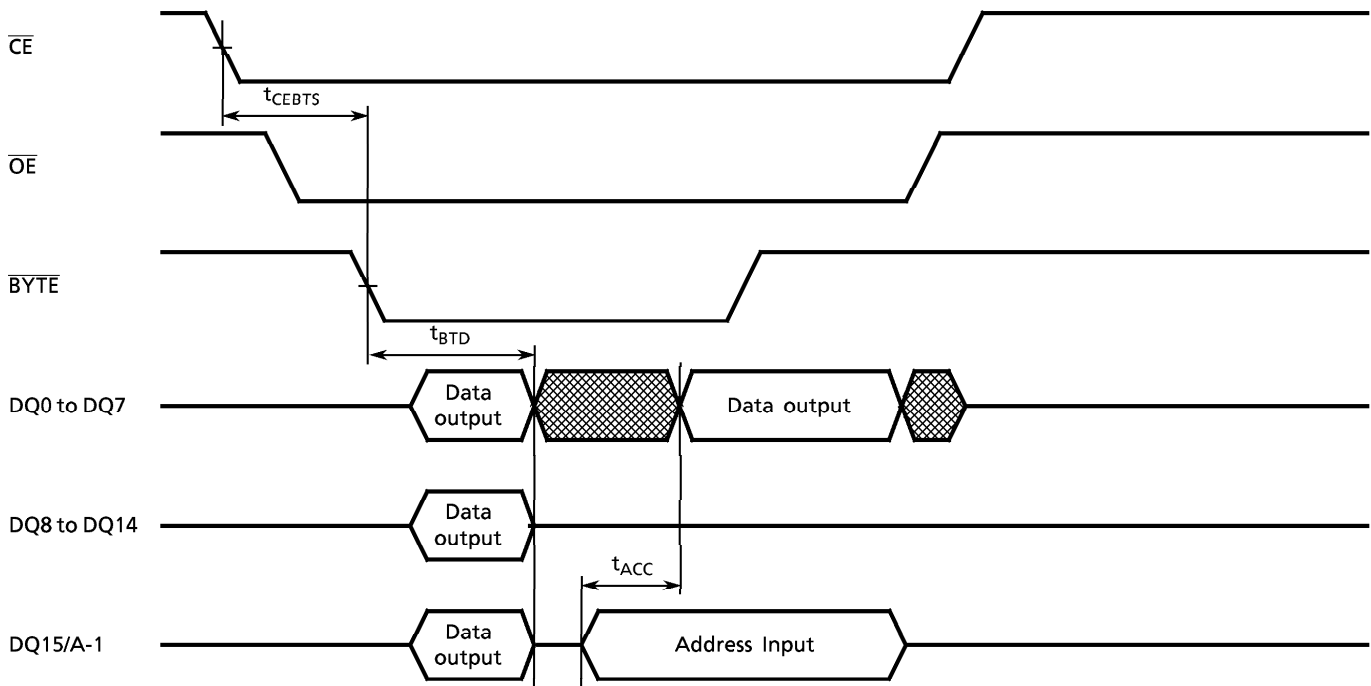 CE
tCEBTS
OE
BYTE
tBTD
DQ0 to DQ7
Data
output
Data output
DQ8 to DQ14
Data
output
tACC
DQ15/A-1
Data
output
Address Input